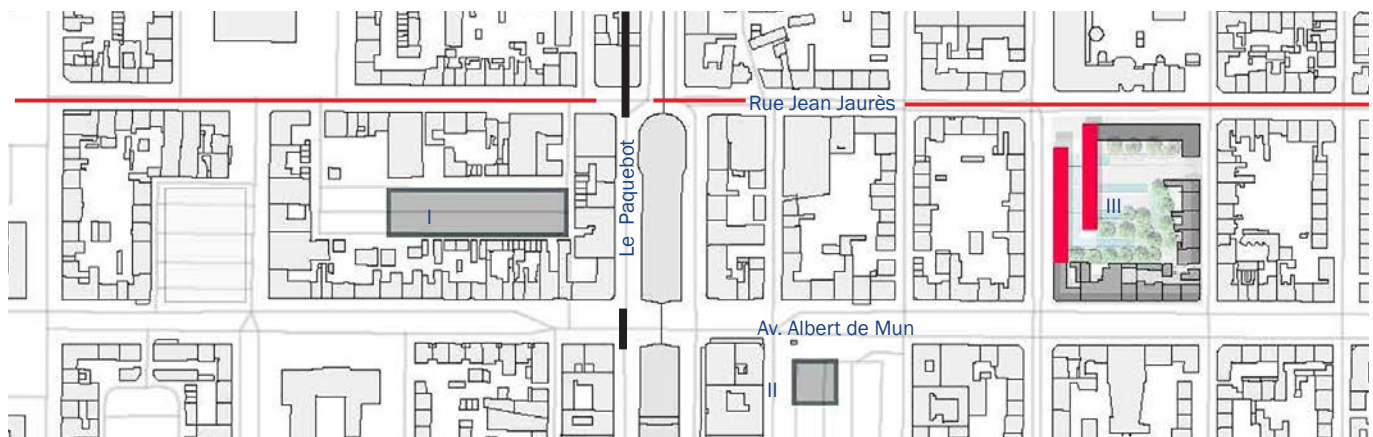 Rue Jean Jaurès
Le Paquebot
I
III
Av. Albert de Mun
II